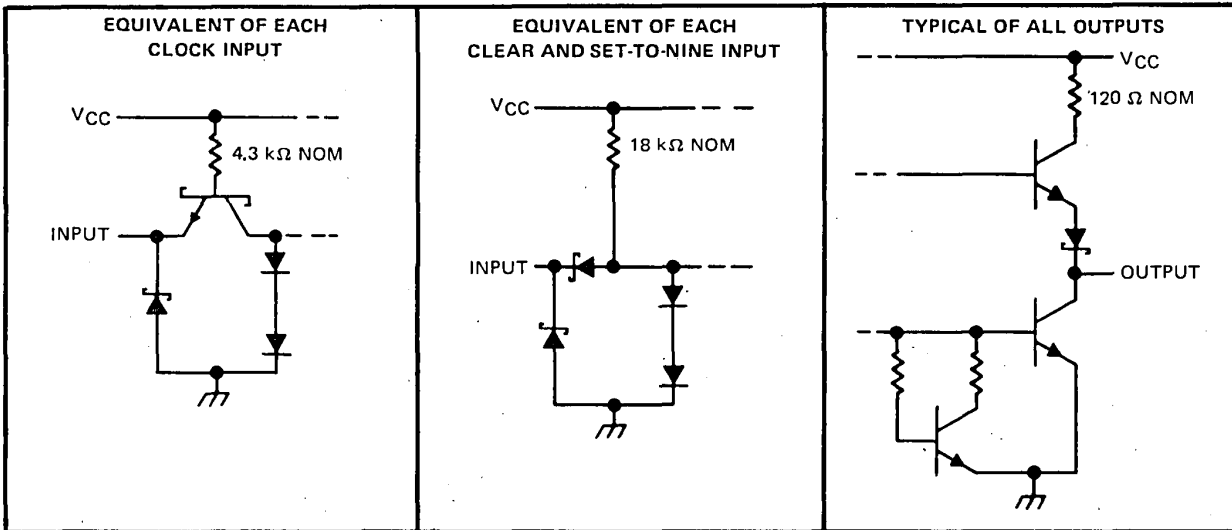 EQUIVALENT OF EACH
CLOCK INPUT
VCC
4.3 kΩ NOM
INPUT
EQUIVALENT OF EACH
CLEAR AND SET-TO-NINE INPUT
VCC
18 kΩ NOM
INPUT
TYPICAL OF ALL OUTPUTS
VCC
120 Ω NOM
OUTPUT